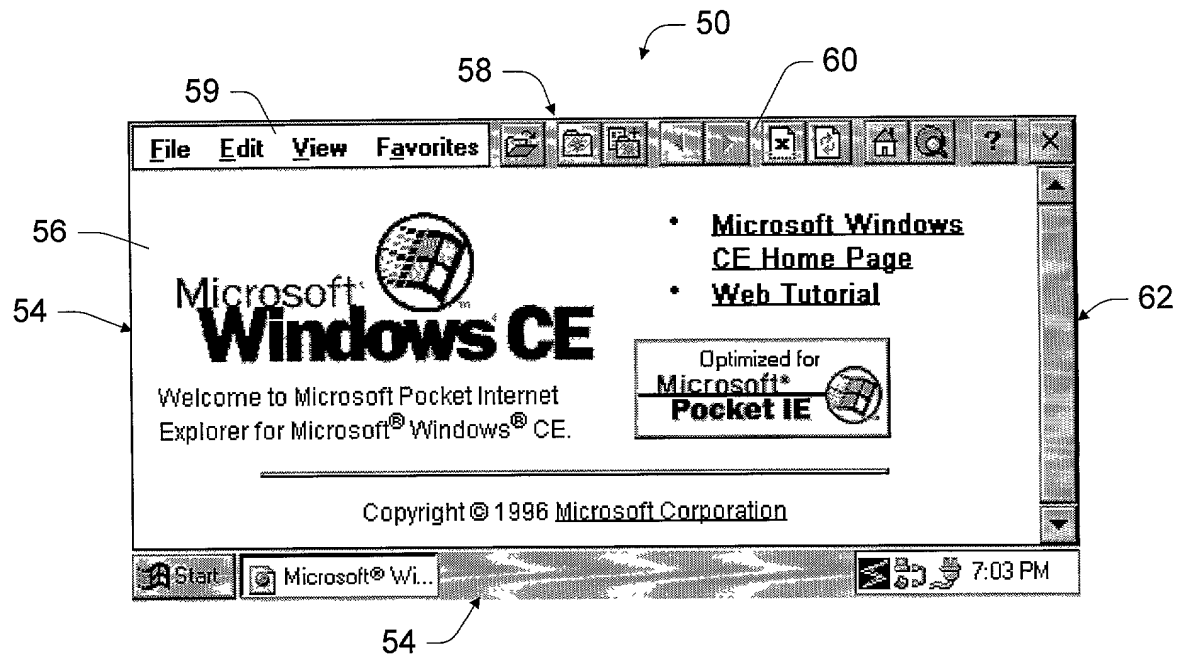 50
58
60
59
File Edit View Favorites ?
56
54
62
Microsoft
Windows CE
Welcome to Microsoft Pocket Internet
Explorer for Microsoft® Windows® CE.
• Microsoft Windows
CE Home Page
• Web Tutorial
Optimized for
Microsoft®
Pocket IE
Copyright © 1996 Microsoft Corporation
Start Microsoft® Wi... 7:03 PM
54